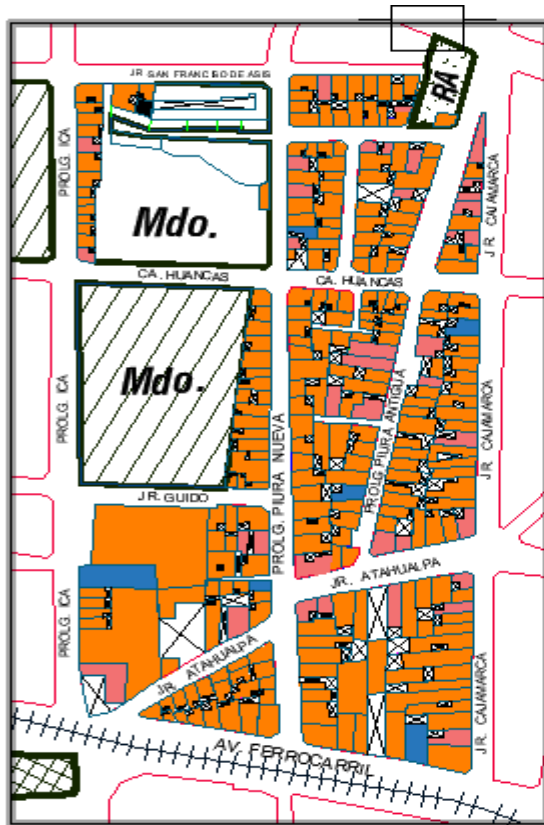 JR SAN FRANCISO DE ASIS
RA
PROLG. ICA
Mdo.
JR. CAJAMARCA
CA. HUANCAS
CA. HUANCAS
Mdo.
PROLG. ICA
PROLG. PIURA NUEVA
PROLG. PIURA ANTIGUA
JR. CAJAMARCA
JR. GUIDO
JR. ATAHUALPA
PROLG. ICA
JR. ATAHUALPA
JR. CAJAMARCA
AV. FERROCARRIL